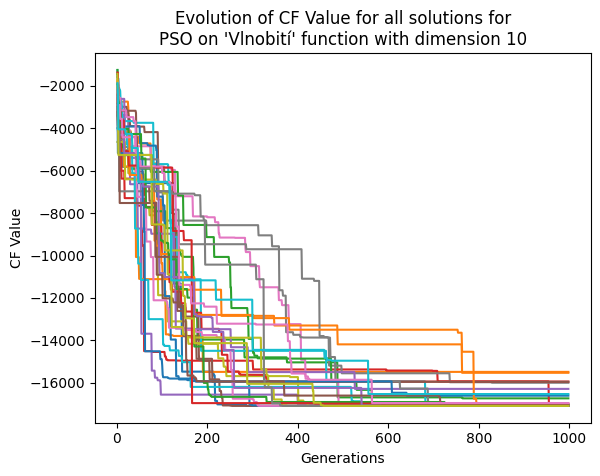 Evolution of CF Value for all solutions for
PSO on 'Vlnobití' function with dimension 10
CF Value
−2000
−4000
−6000
−8000
−10000
−12000
−14000
−16000
0 200 400 600 800 1000
Generations